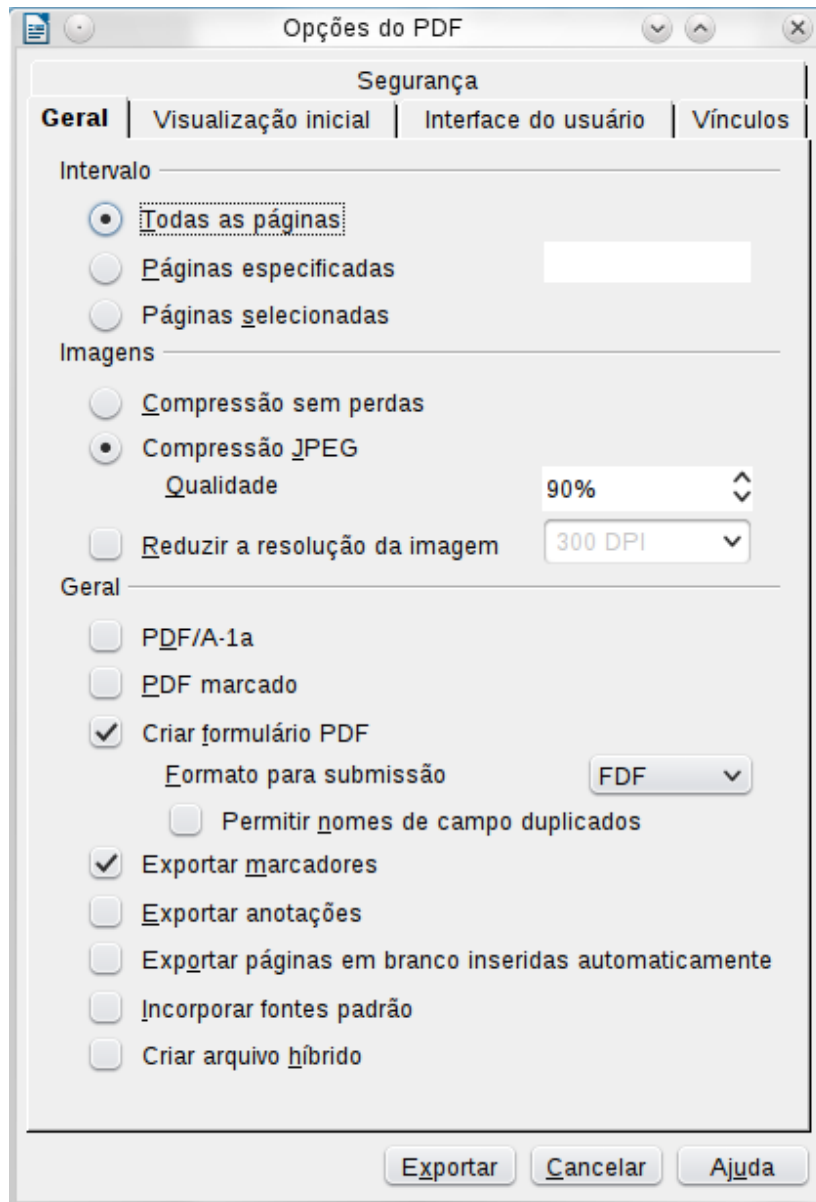 Opções do PDF
Segurança
Geral Visualização inicial Interface do usuário Vínculos
Intervalo
Todas as páginas
Páginas especificadas
Páginas selecionadas
Imagens
Compressão sem perdas
Compressão JPEG
Qualidade 90%
Reduzir a resolução da imagem 300 DPI
Geral
PDF/A-1a
PDF marcado
Criar formulário PDF
Formato para submissão FDF
Permitir nomes de campo duplicados
Exportar marcadores
Exportar anotações
Exportar páginas em branco inseridas automaticamente
Incorporar fontes padrão
Criar arquivo híbrido
Exportar Cancelar Ajuda